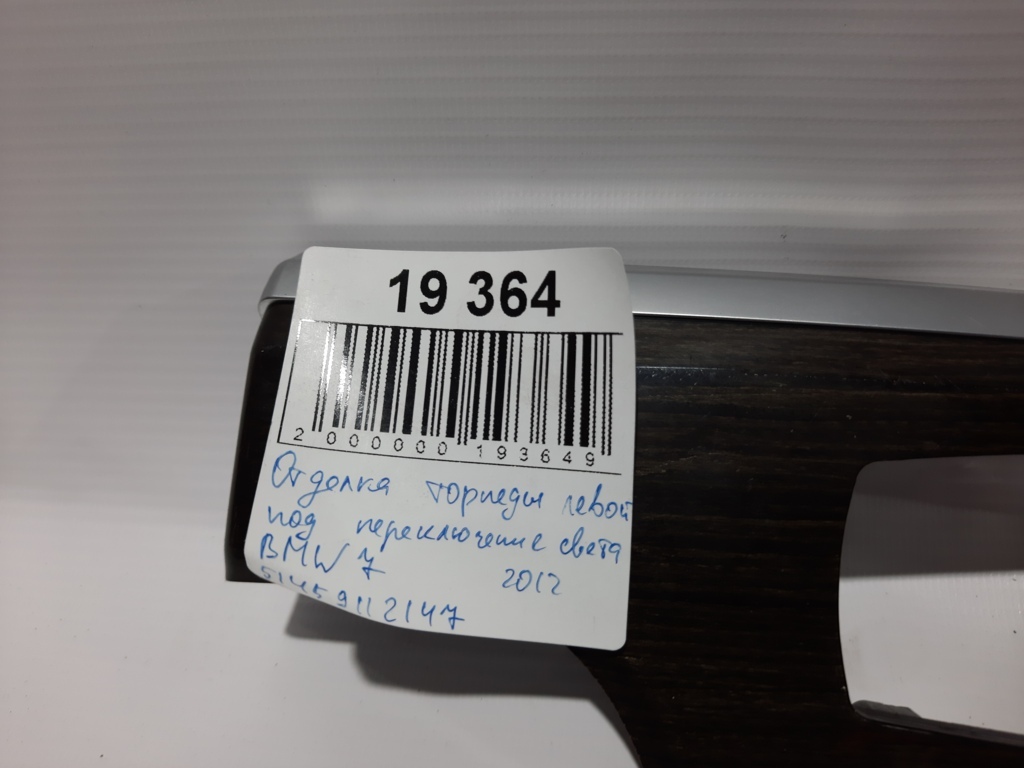 19 364
2 000000 193649
Отделка торпеды левой
под переключение света
BMW 7 2012
51459112147